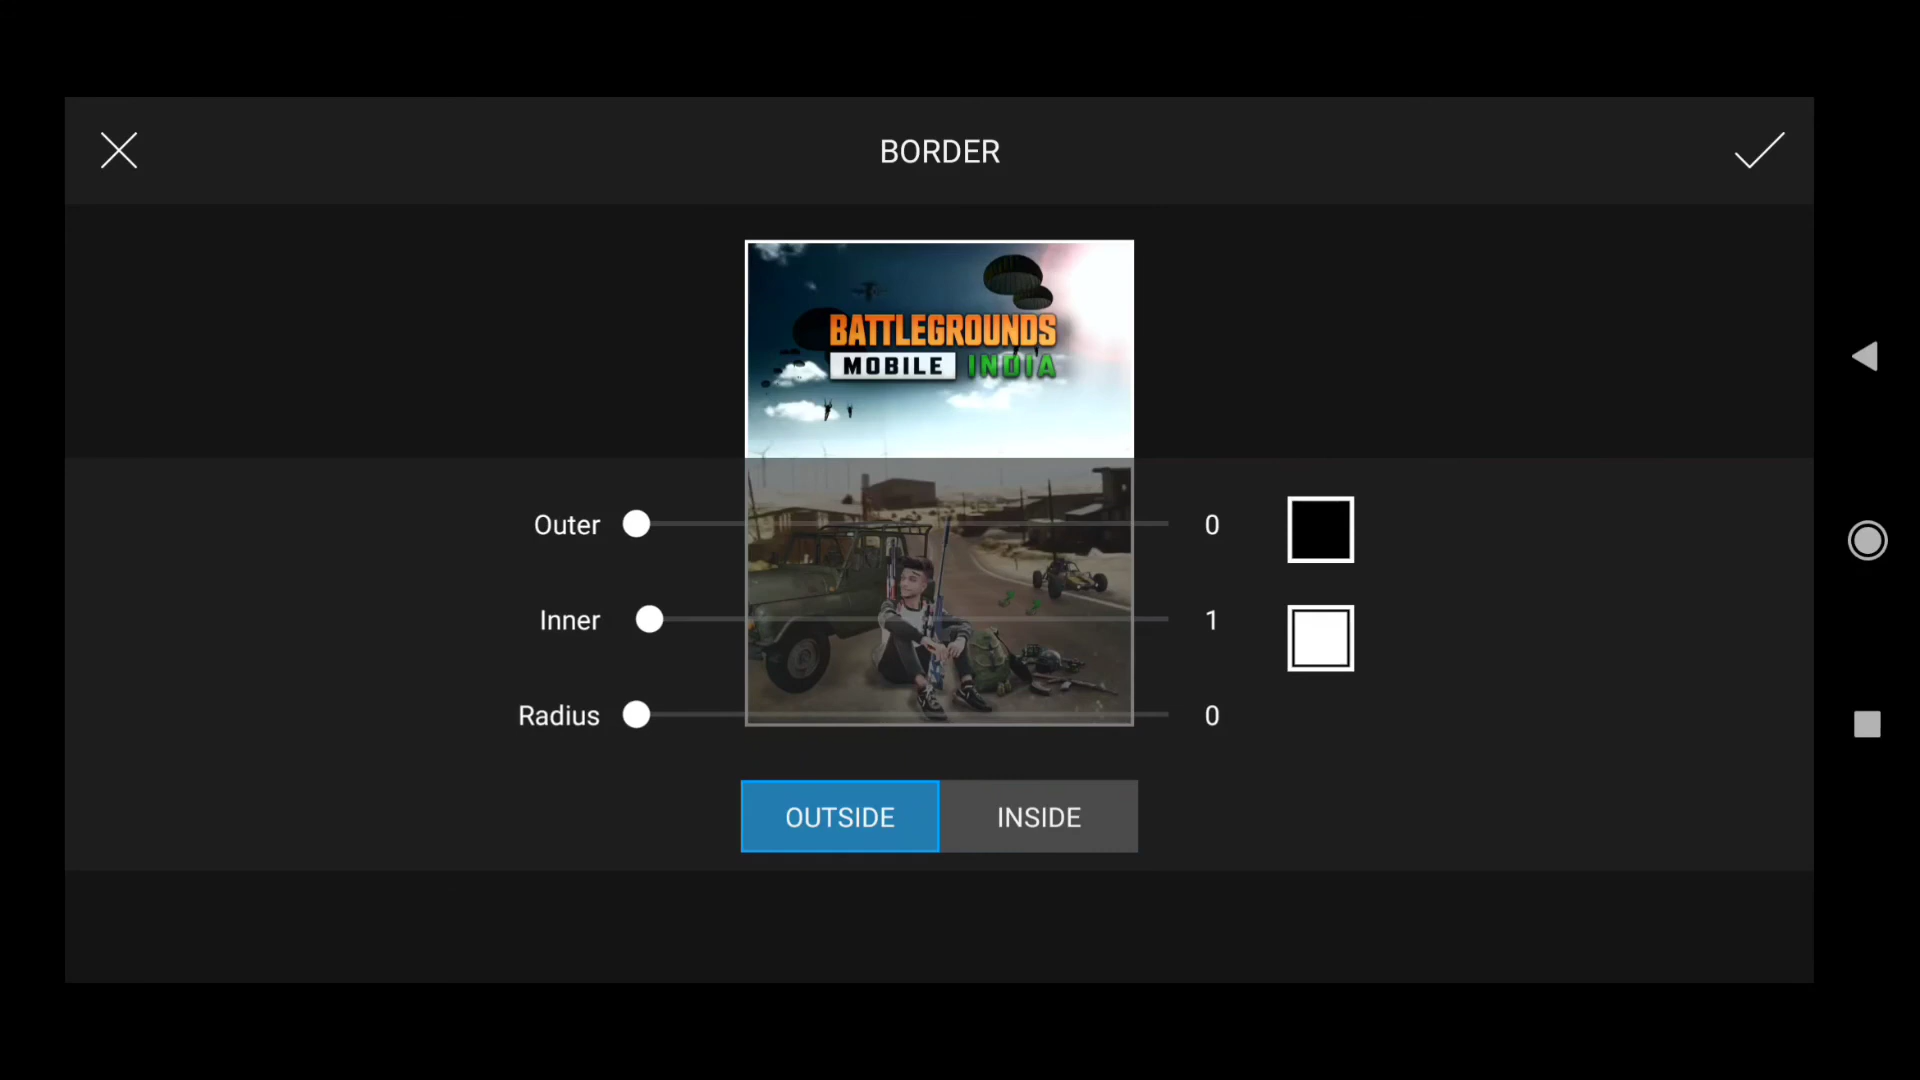 BORDER
BATTLEGROUNDS
MOBILE INDIA
Outer 0
Inner 1
Radius 0
OUTSIDE INSIDE